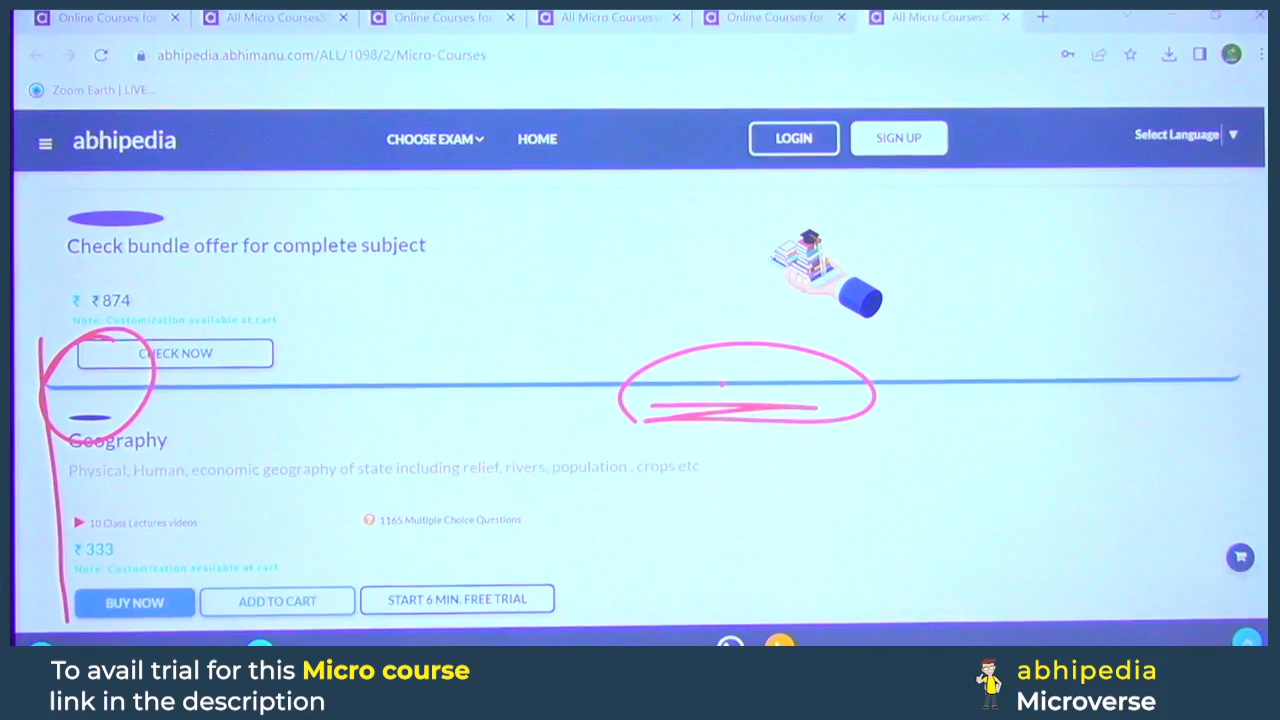 Online Courses for
All Micro Courses
Online Courses for
All Micro Courses
Online Courses for
All Micro Courses
abhipedia.abhimanu.com/ALL/1098/2/Micro-Courses
Zoom Earth | LIVE...
abhipedia
CHOOSE EXAM
HOME
LOGIN
SIGN UP
Select Language
Check bundle offer for complete subject
₹ ₹874
Note: Customization available at cart
CHECK NOW
Geography
Physical, Human, economic geography of state including relief, rivers, population , crops etc
10 Class Lectures videos
1165 Multiple Choice Questions
₹ 333
Note: Customization available at cart
BUY NOW
ADD TO CART
START 6 MIN. FREE TRIAL
To avail trial for this Micro course
link in the description
abhipedia
Microverse